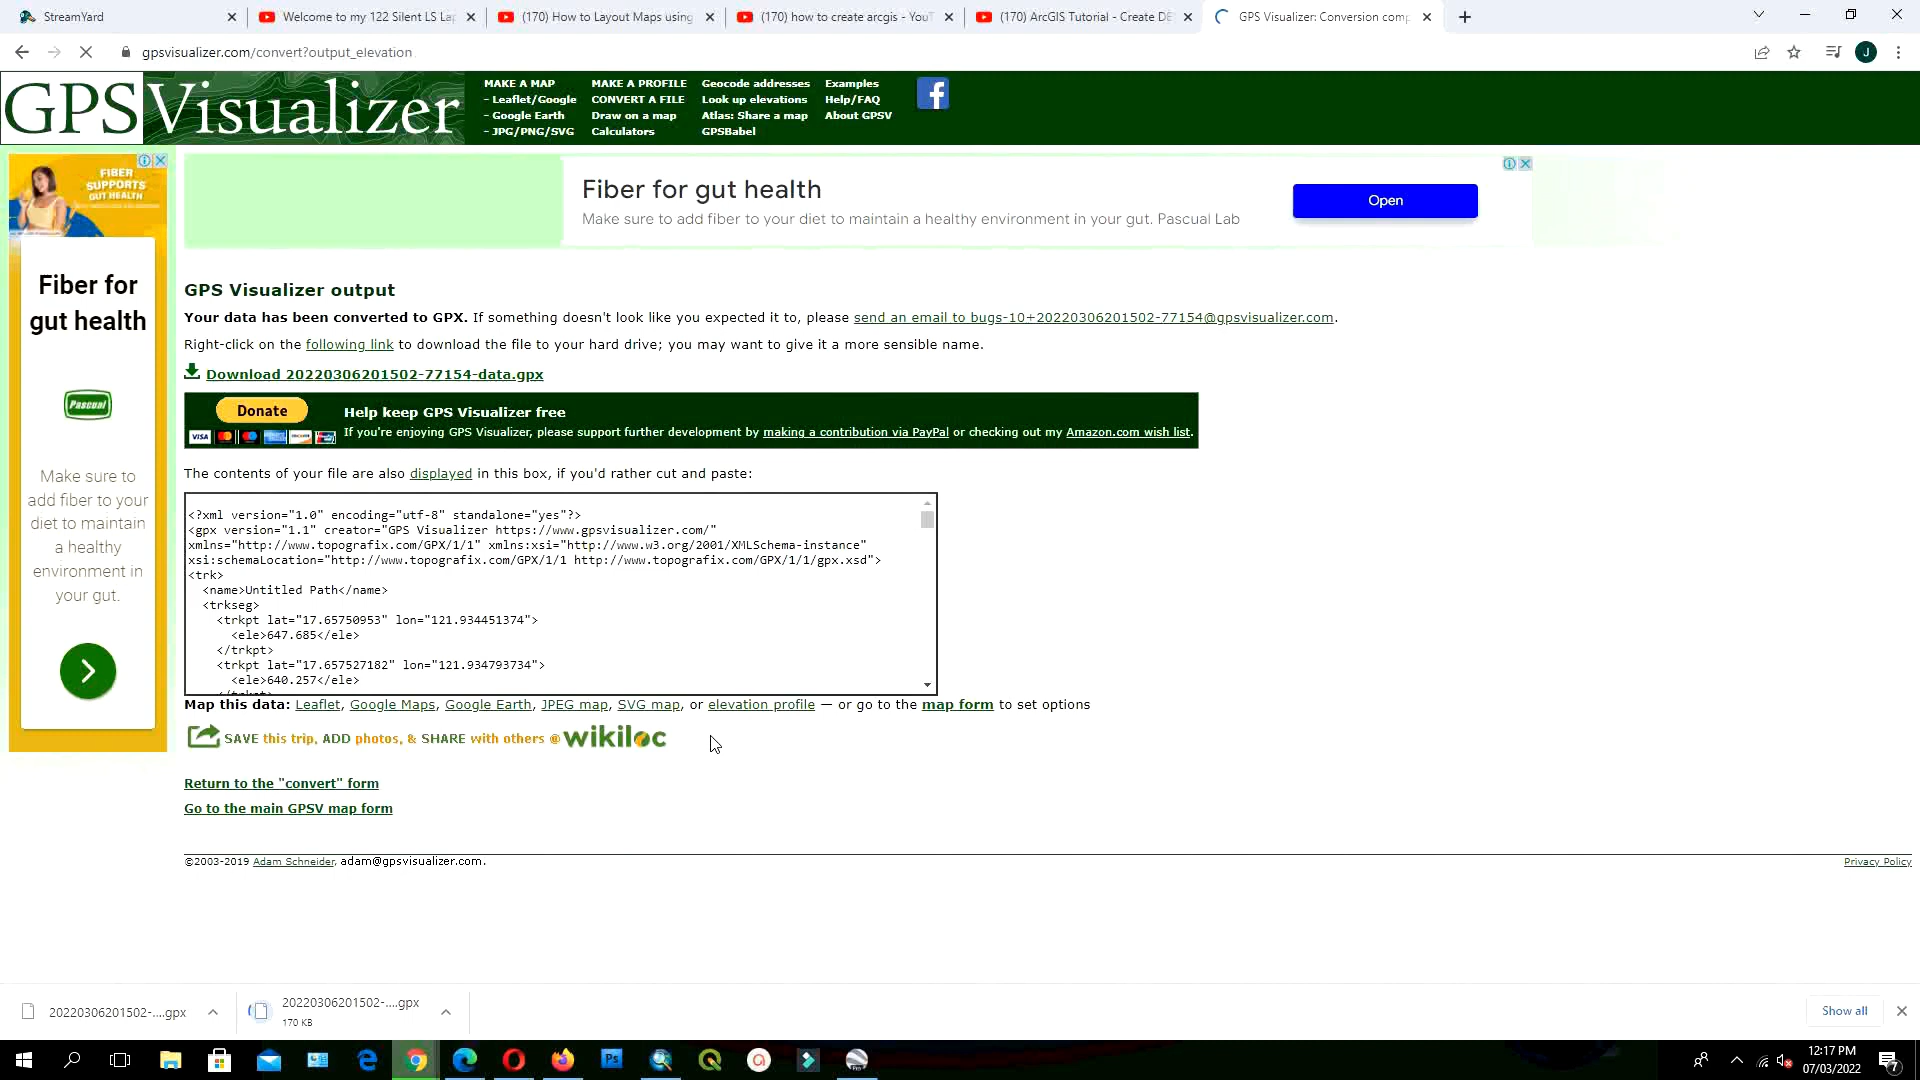 StreamYard
Welcome to my 122 Silent LS La
(170) How to Layout Maps using
(170) how to create arcgis - YouT
(170) ArcGIS Tutorial - Create DE
GPS Visualizer: Conversion comp
gpsvisualizer.com/convert?output_elevation
J
GPSVisualizer
MAKE A MAP
- Leaflet/Google
- Google Earth
- JPG/PNG/SVG
MAKE A PROFILE
CONVERT A FILE
Draw on a map
Calculators
Geocode addresses
Look up elevations
Atlas: Share a map
GPSBabel
Examples
Help/FAQ
About GPSV
FIBER
SUPPORTS
GUT HEALTH
Fiber for
gut health
Pascual
Make sure to
add fiber to your
diet to maintain
a healthy
environment in
your gut.
Fiber for gut health
Make sure to add fiber to your diet to maintain a healthy environment in your gut. Pascual Lab
Open
GPS Visualizer output
Your data has been converted to GPX. If something doesn't look like you expected it to, please send an email to bugs-10+20220306201502-77154@gpsvisualizer.com.
Right-click on the following link to download the file to your hard drive; you may want to give it a more sensible name.
Download 20220306201502-77154-data.gpx
Donate
VISA
Help keep GPS Visualizer free
If you're enjoying GPS Visualizer, please support further development by making a contribution via PayPal or checking out my Amazon.com wish list.
The contents of your file are also displayed in this box, if you'd rather cut and paste:
<?xml version="1.0" encoding="utf-8" standalone="yes"?>
<gpx version="1.1" creator="GPS Visualizer https://www.gpsvisualizer.com/"
xmlns="http://www.topografix.com/GPX/1/1" xmlns:xsi="http://www.w3.org/2001/XMLSchema-instance"
xsi:schemaLocation="http://www.topografix.com/GPX/1/1 http://www.topografix.com/GPX/1/1/gpx.xsd">
<trk>
<name>Untitled Path</name>
<trkseg>
<trkpt lat="17.65750953" lon="121.934451374">
<ele>647.685</ele>
</trkpt>
<trkpt lat="17.657527182" lon="121.934793734">
<ele>640.257</ele>
</trkpt>
Map this data: Leaflet, Google Maps, Google Earth, JPEG map, SVG map, or elevation profile — or go to the map form to set options
SAVE this trip, ADD photos, & SHARE with others @ wikiloc
Return to the "convert" form
Go to the main GPSV map form
©2003-2019 Adam Schneider, adam@gpsvisualizer.com.
Privacy Policy
20220306201502-....gpx
20220306201502-....gpx
170 KB
Show all
Ps
12:17 PM
07/03/2022
7